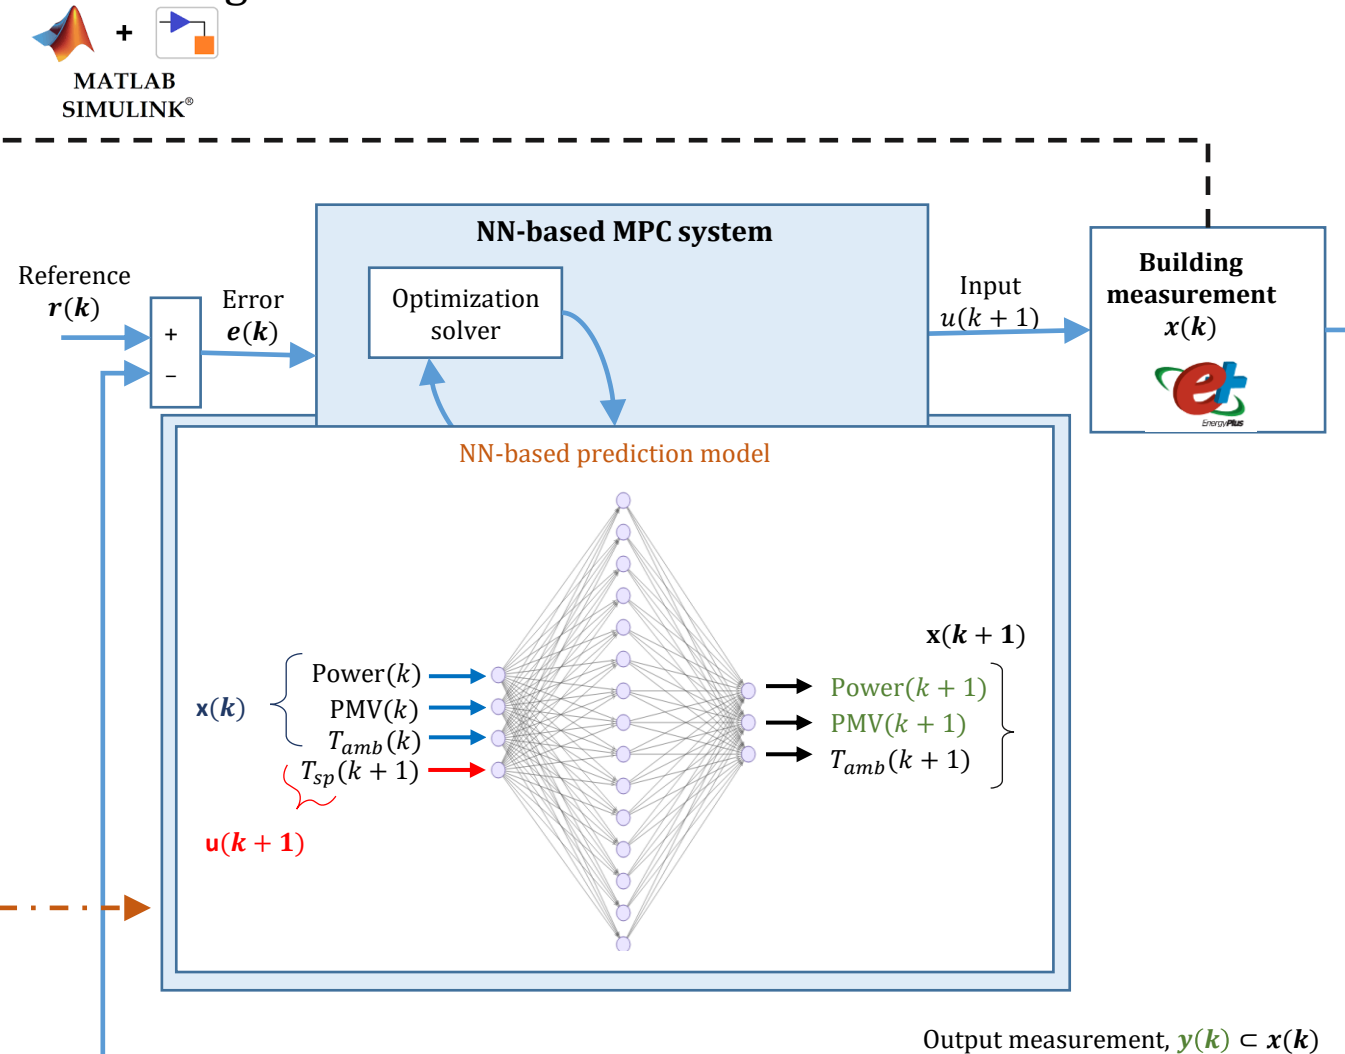 g
+
MATLAB
SIMULINK®
NN-based MPC system
Reference
r(k)
+
−
Error
e(k)
Optimization
solver
Input
u(k + 1)
Building
measurement
x(k)
e+
EnergyPlus
NN-based prediction model
x(k)
Power(k)
PMV(k)
T_amb(k)
T_sp(k + 1)
u(k + 1)
x(k + 1)
Power(k + 1)
PMV(k + 1)
T_amb(k + 1)
Output measurement, y(k) ⊂ x(k)